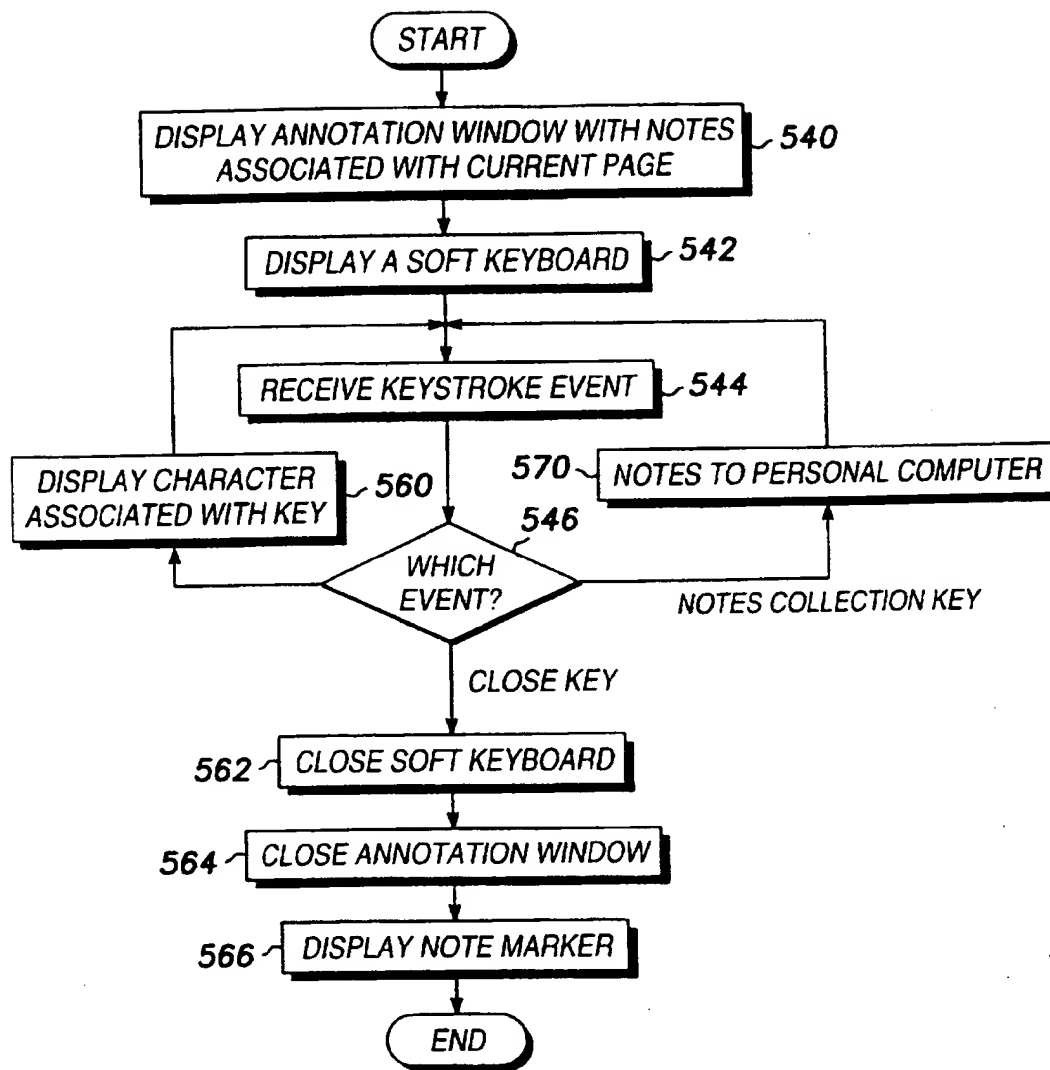 START
DISPLAY ANNOTATION WINDOW WITH NOTES
ASSOCIATED WITH CURRENT PAGE
540
DISPLAY A SOFT KEYBOARD
542
RECEIVE KEYSTROKE EVENT
544
DISPLAY CHARACTER
ASSOCIATED WITH KEY
560
570
NOTES TO PERSONAL COMPUTER
546
WHICH
EVENT?
NOTES COLLECTION KEY
CLOSE KEY
562
CLOSE SOFT KEYBOARD
564
CLOSE ANNOTATION WINDOW
566
DISPLAY NOTE MARKER
END